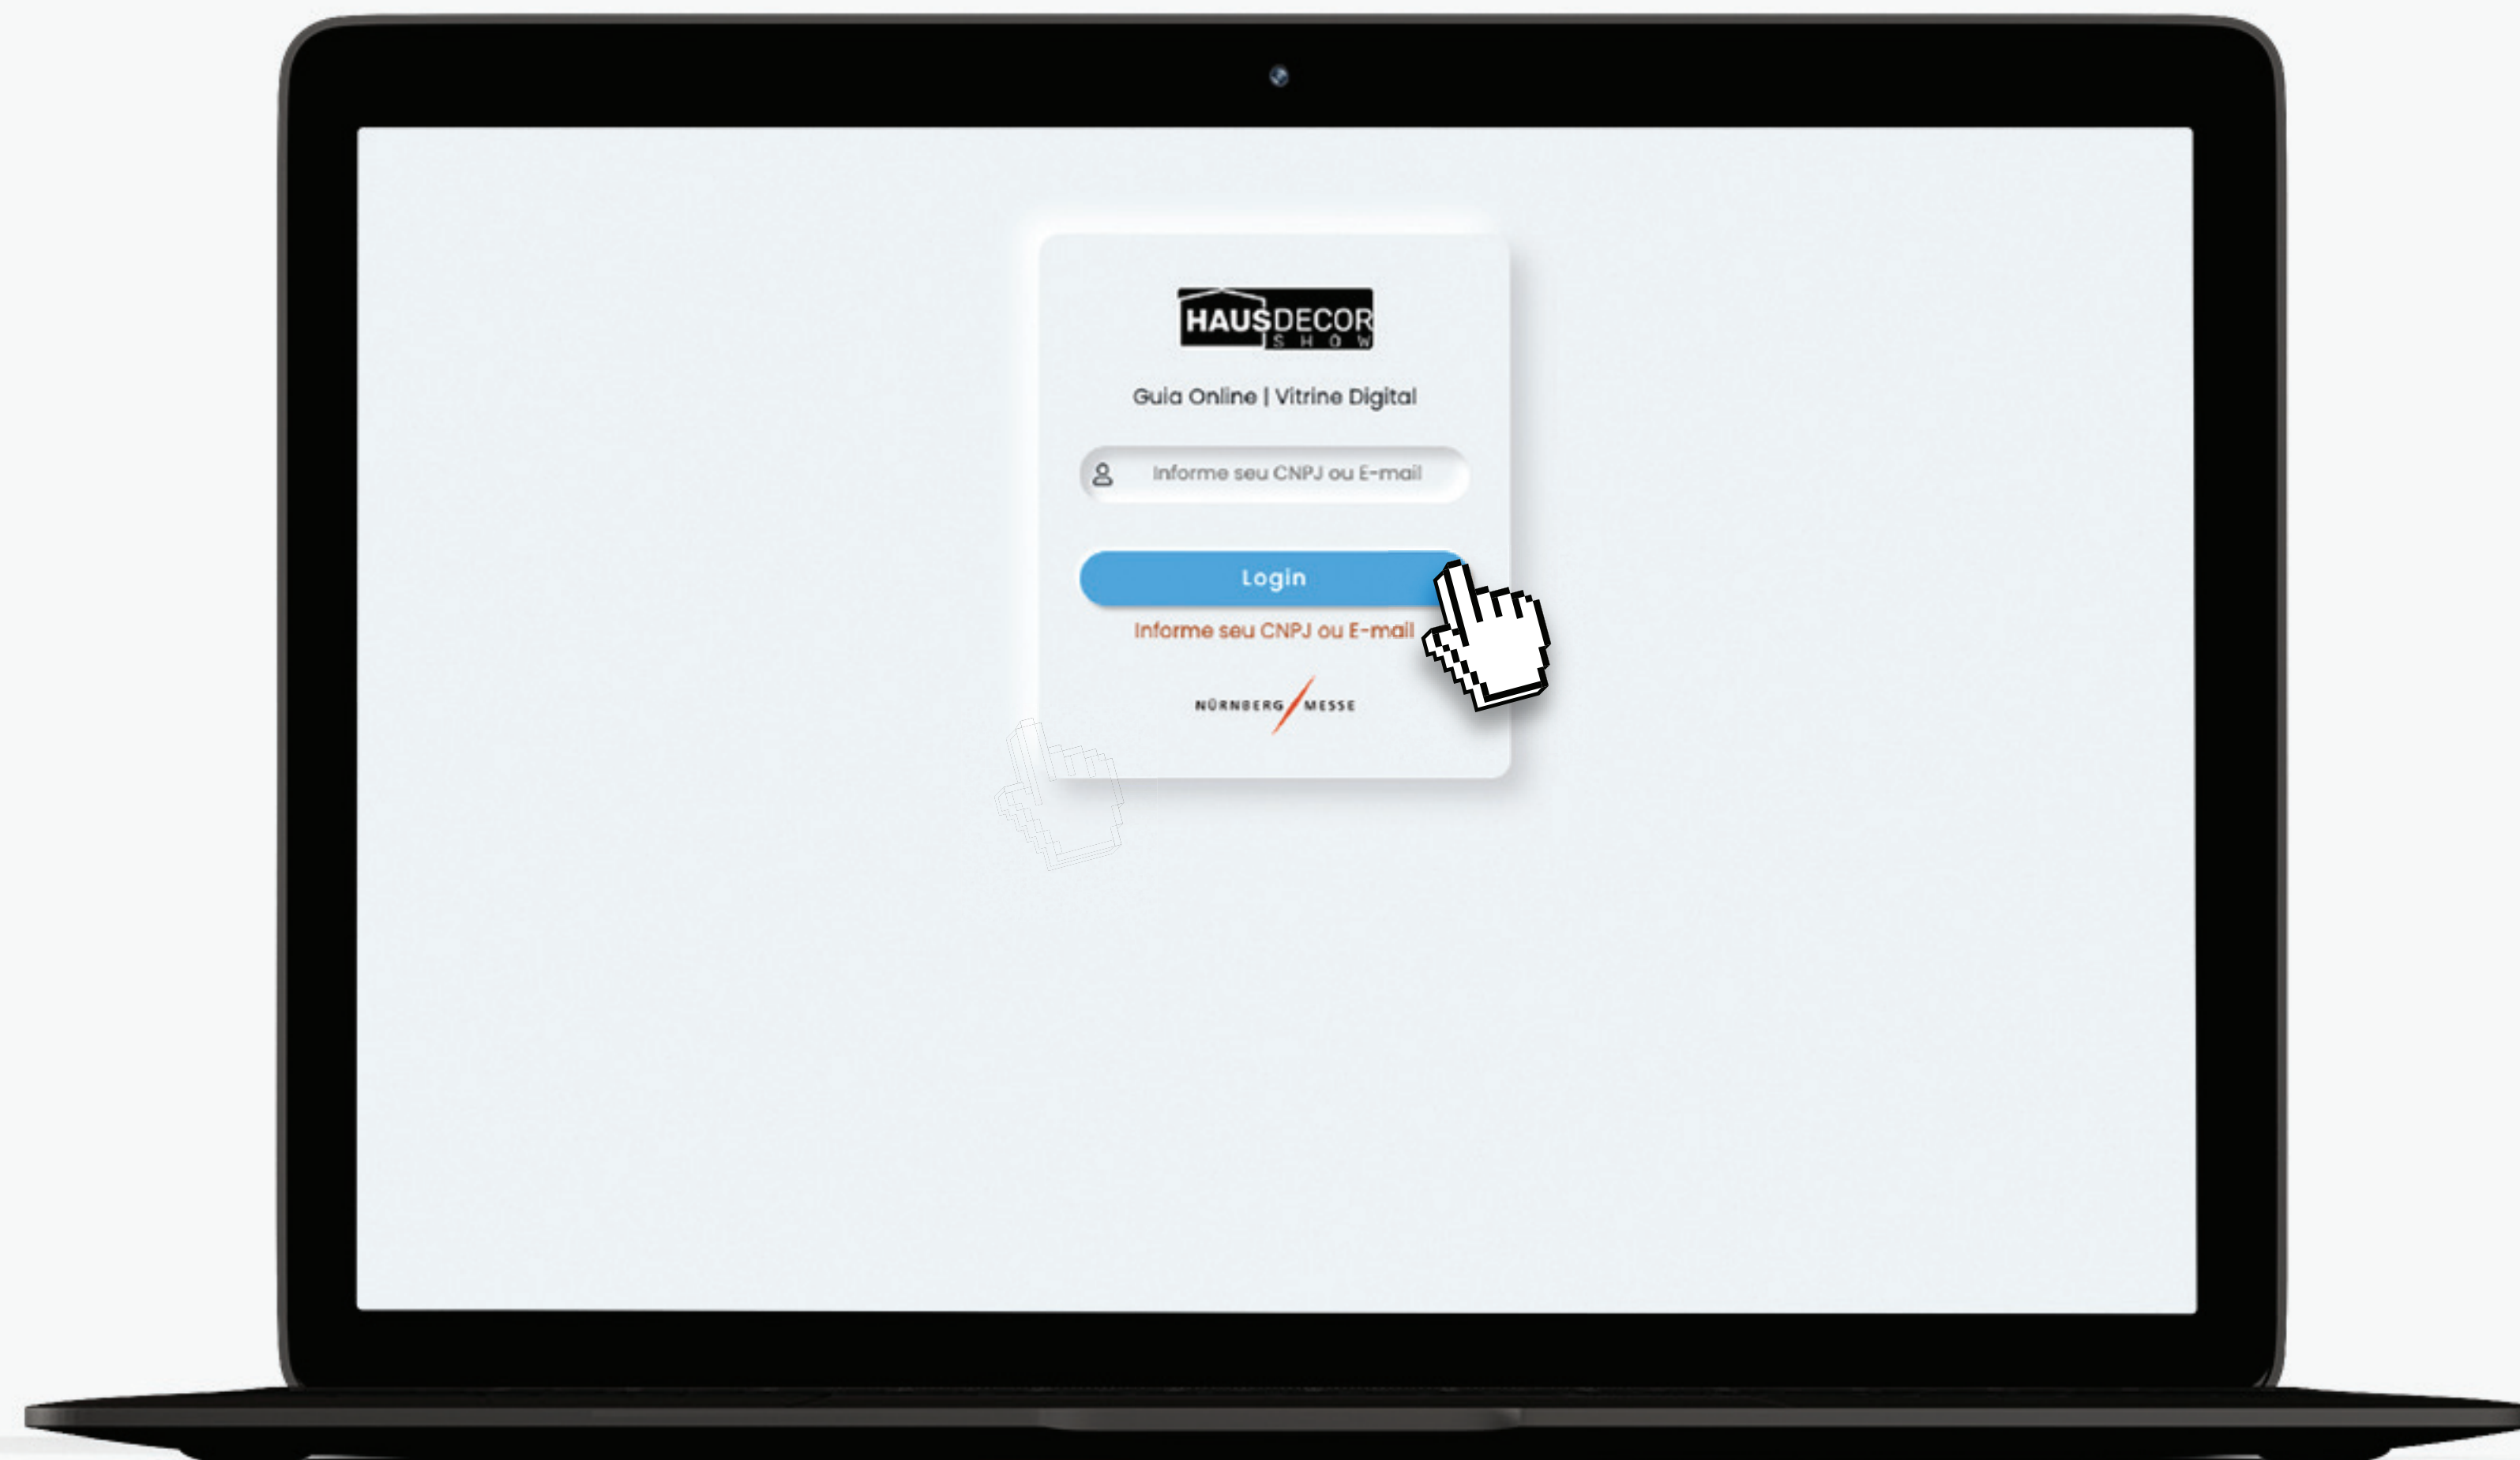 HAUSDECOR
SHOW
Guia Online | Vitrine Digital
Informe seu CNPJ ou E-mail
Login
Informe seu CNPJ ou E-mail
NÜRNBERG MESSE